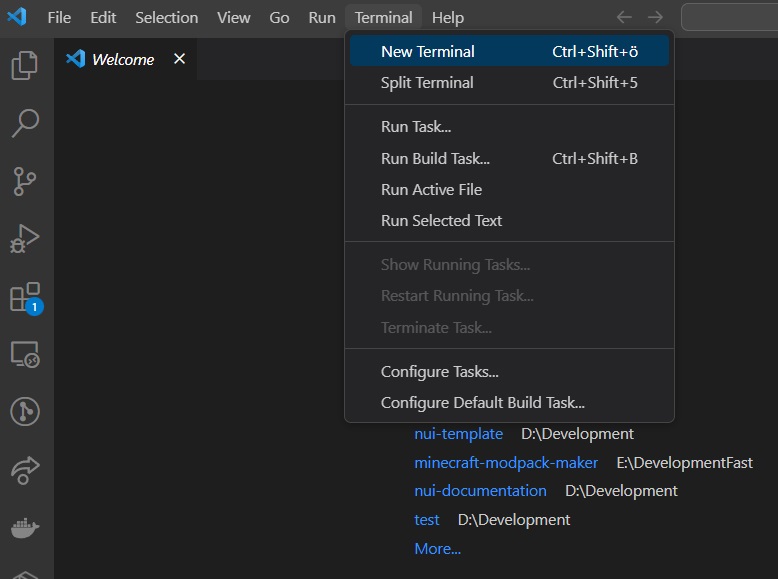 File Edit Selection View Go Run Terminal Help
Welcome
New Terminal Ctrl+Shift+ö
Split Terminal Ctrl+Shift+5
Run Task...
Run Build Task... Ctrl+Shift+B
Run Active File
Run Selected Text
Show Running Tasks...
Restart Running Task...
Terminate Task...
Configure Tasks...
Configure Default Build Task...
1
nui-template D:\Development
minecraft-modpack-maker E:\DevelopmentFast
nui-documentation D:\Development
test D:\Development
More...